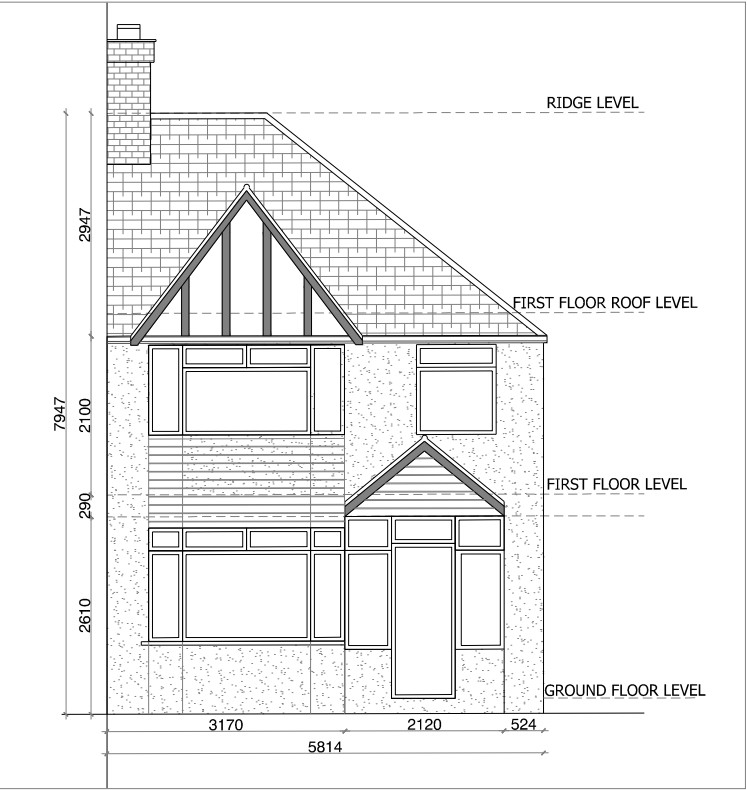 RIDGE LEVEL
2947
FIRST FLOOR ROOF LEVEL
7947
2100
FIRST FLOOR LEVEL
290
2610
GROUND FLOOR LEVEL
3170
2120
524
5814